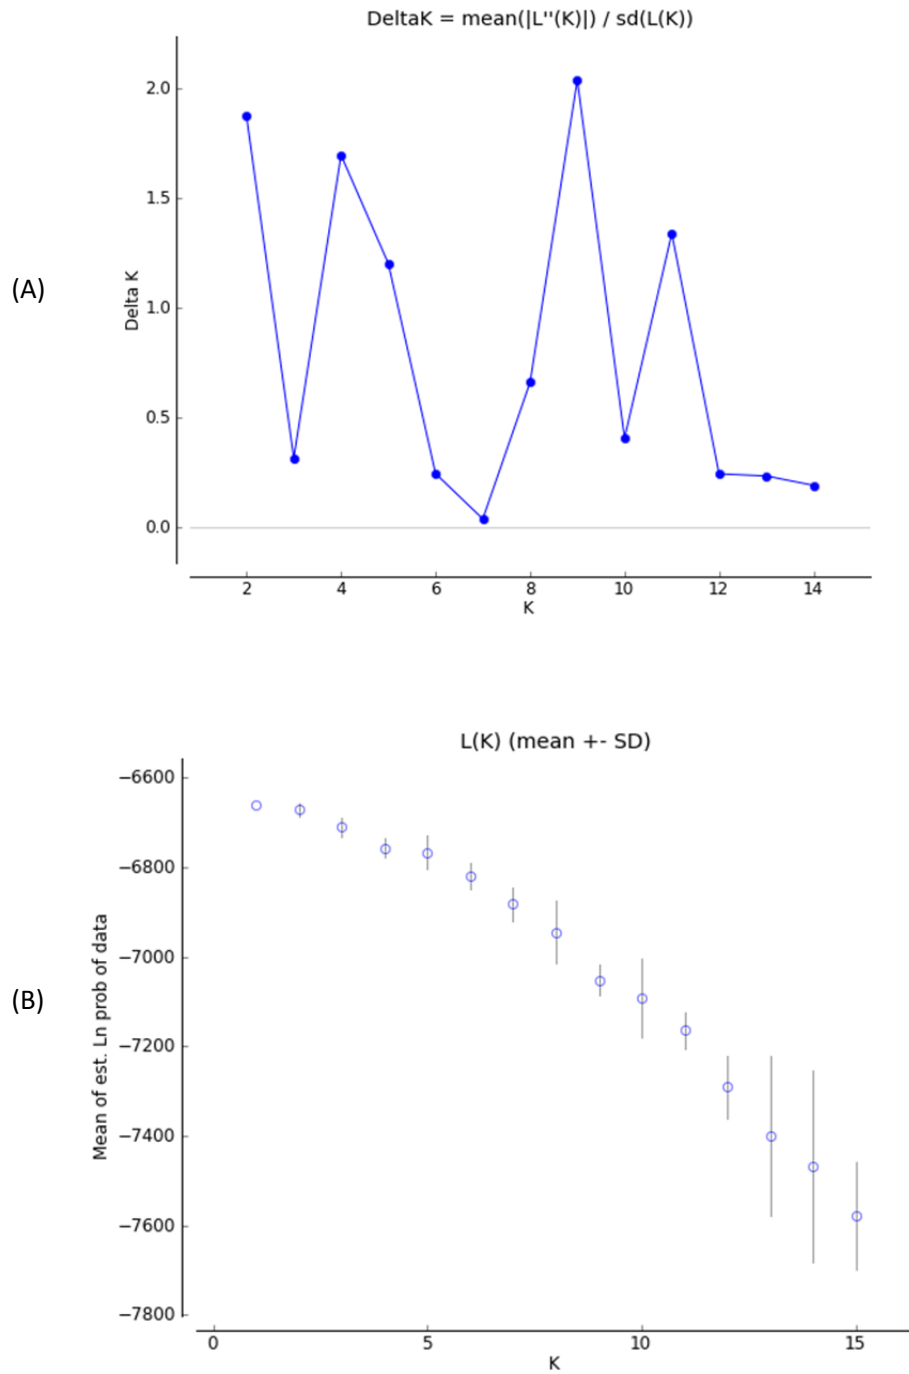 DeltaK = mean(|L''(K)|) / sd(L(K))
(A)
Delta K
2.0
1.5
1.0
0.5
0.0
2 4 6 8 10 12 14
K
L(K) (mean +- SD)
(B)
Mean of est. Ln prob of data
−6600
−6800
−7000
−7200
−7400
−7600
−7800
0 5 10 15
K